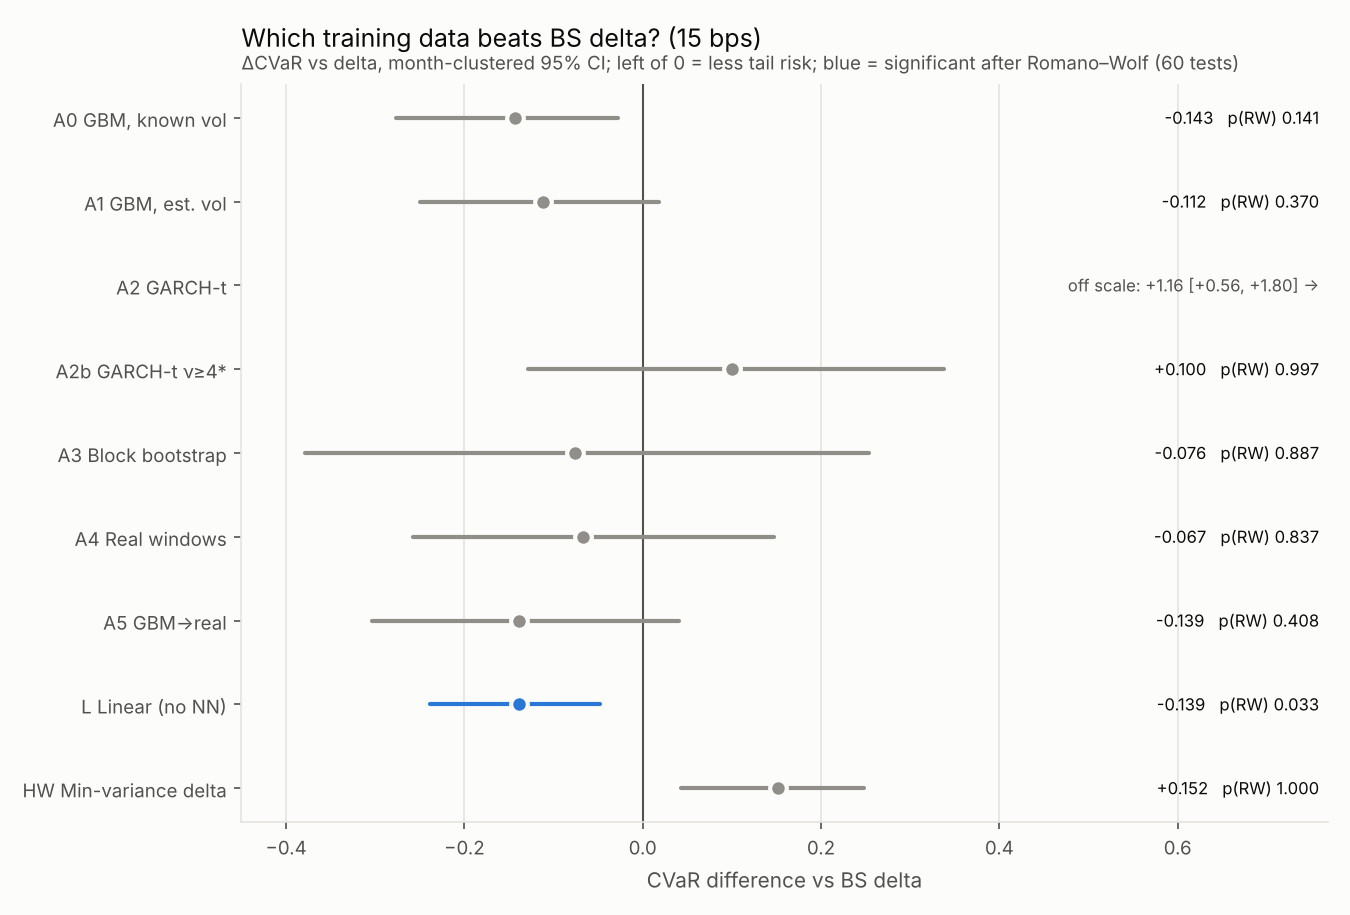 Which training data beats BS delta? (15 bps)
ΔCVaR vs delta, month-clustered 95% CI; left of 0 = less tail risk; blue = significant after Romano–Wolf (60 tests)
A0 GBM, known vol -0.143 p(RW) 0.141
A1 GBM, est. vol -0.112 p(RW) 0.370
A2 GARCH-t off scale: +1.16 [+0.56, +1.80] →
A2b GARCH-t ν≥4* +0.100 p(RW) 0.997
A3 Block bootstrap -0.076 p(RW) 0.887
A4 Real windows -0.067 p(RW) 0.837
A5 GBM→real -0.139 p(RW) 0.408
L Linear (no NN) -0.139 p(RW) 0.033
HW Min-variance delta +0.152 p(RW) 1.000
−0.4 −0.2 0.0 0.2 0.4 0.6
CVaR difference vs BS delta